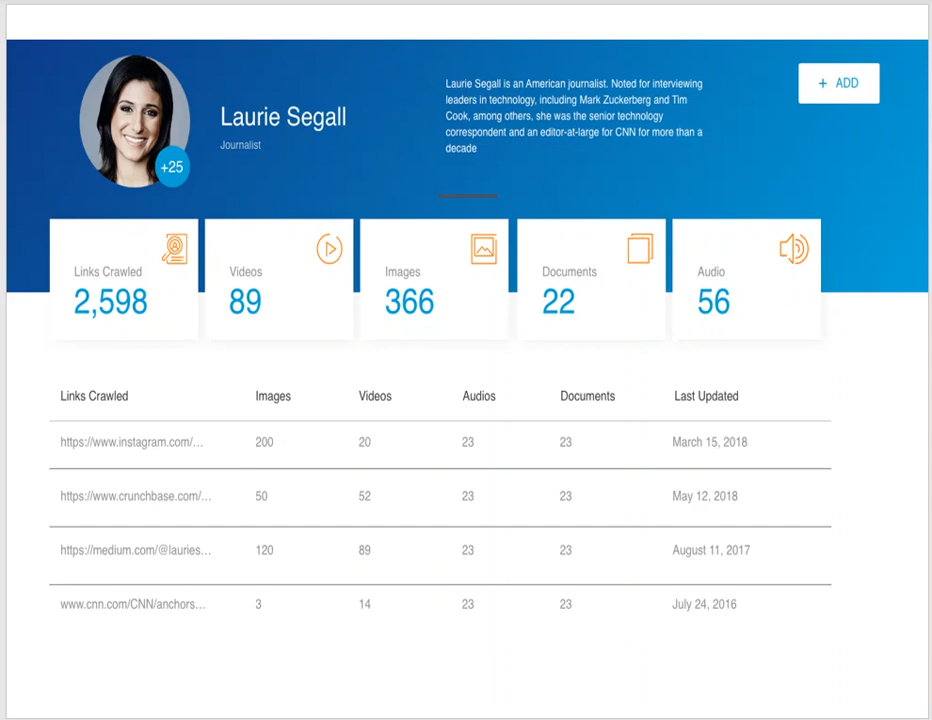 Laurie Segall is an American journalist. Noted for interviewing
leaders in technology, including Mark Zuckerberg and Tim
Cook, among others, she was the senior technology
correspondent and an editor-at-large for CNN for more than a
decade
+ ADD
Laurie Segall
Journalist
+25
Links Crawled
2,598
Videos
89
Images
366
Documents
22
Audio
56
Links Crawled Images Videos Audios Documents Last Updated
https://www.instagram.com/... 200 20 23 23 March 15, 2018
https://www.crunchbase.com/... 50 52 23 23 May 12, 2018
https://medium.com/@lauries... 120 89 23 23 August 11, 2017
www.cnn.com/CNN/anchors... 3 14 23 23 July 24, 2016